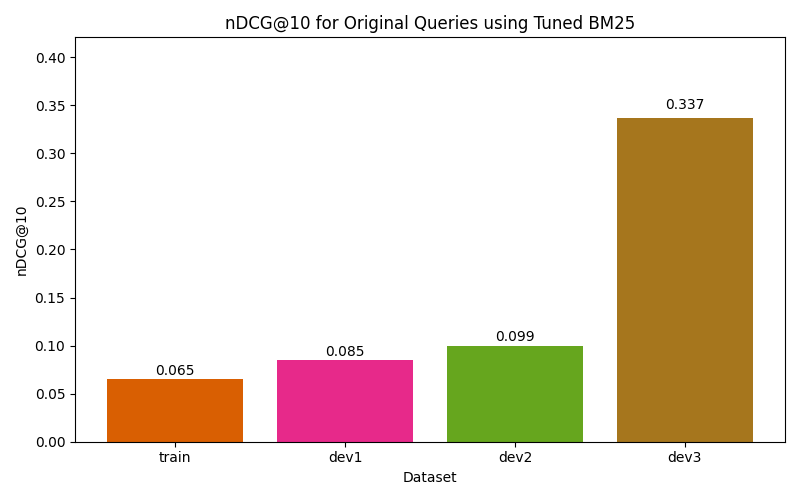 nDCG@10 for Original Queries using Tuned BM25
nDCG@10
0.40
0.35
0.30
0.25
0.20
0.15
0.10
0.05
0.00
0.065
0.085
0.099
0.337
train
dev1
dev2
dev3
Dataset